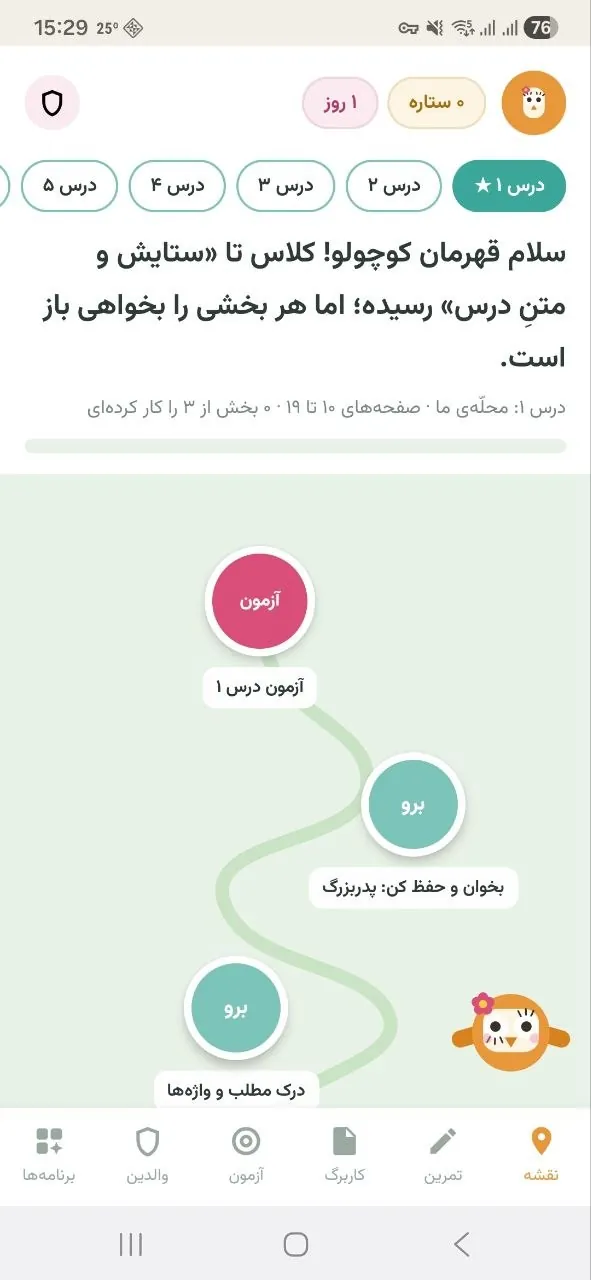 15:29 25° 76
۰ ستاره
۱ روز
درس ۱ ★
درس ۲
درس ۳
درس ۴
درس ۵
سلام قهرمان کوچولو! کلاس تا «ستایش و
متنِ درس» رسیده؛ اما هر بخشی را بخواهی باز
است.
درس ۱: محلّه‌ی ما · صفحه‌های ۱۰ تا ۱۹ · ۰ بخش از ۳ را کار کرده‌ای
آزمون
آزمون درس ۱
برو
بخوان و حفظ کن: پدربزرگ
برو
درک مطلب و واژه‌ها
نقشه
تمرین
کاربرگ
آزمون
والدین
برنامه‌ها